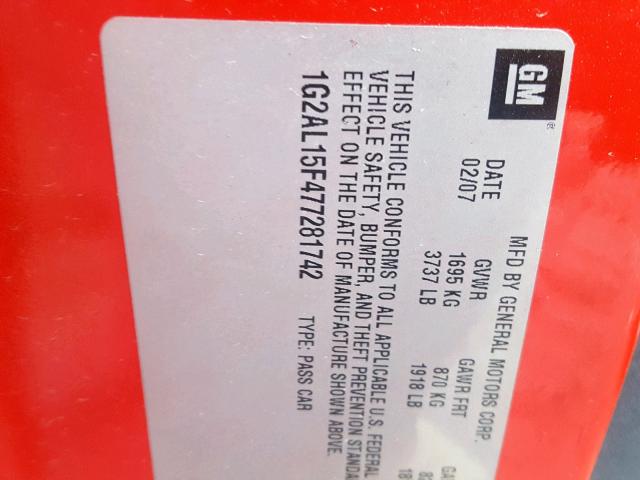 GM
®
MFD BY GENERAL MOTORS CORP.
DATE GVWR GAWR FRT
02/07 1695 KG 870 KG
3737 LB 1918 LB
THIS VEHICLE CONFORMS TO ALL APPLICABLE U.S. FEDERAL
VEHICLE SAFETY, BUMPER, AND THEFT PREVENTION
EFFECT ON THE DATE OF MANUFACTURE SHOWN ABOVE.
1G2AL15F477281742 TYPE: PASS CAR